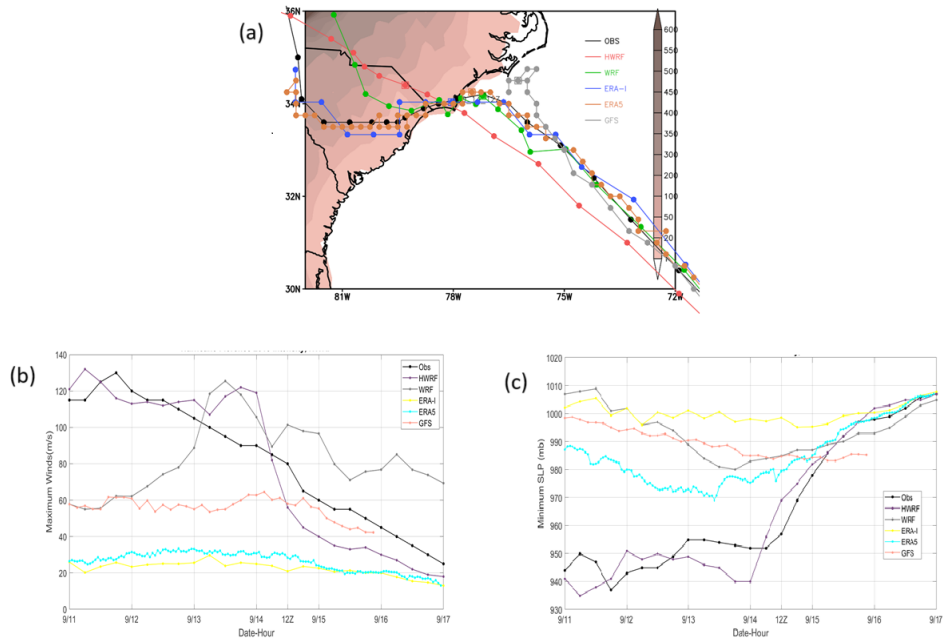 (a)
36N
34N
32N
30N
81W
78W
75W
72W
OBS
HWRF
WRF
ERA-I
ERA5
GFS
600
550
500
450
400
350
300
250
200
150
100
50
20
(b)
140
120
100
80
60
40
20
0
Maximum Winds(m/s)
9/11
9/12
9/13
9/14
12Z
9/15
9/16
9/17
Date-Hour
Obs
HWRF
WRF
ERA-I
ERA5
GFS
(c)
1020
1010
1000
990
980
970
960
950
940
930
Minimum SLP (mb)
9/11
9/12
9/13
9/14
12Z
9/15
9/16
9/17
Date-Hour
Obs
HWRF
WRF
ERA-I
ERA5
GFS